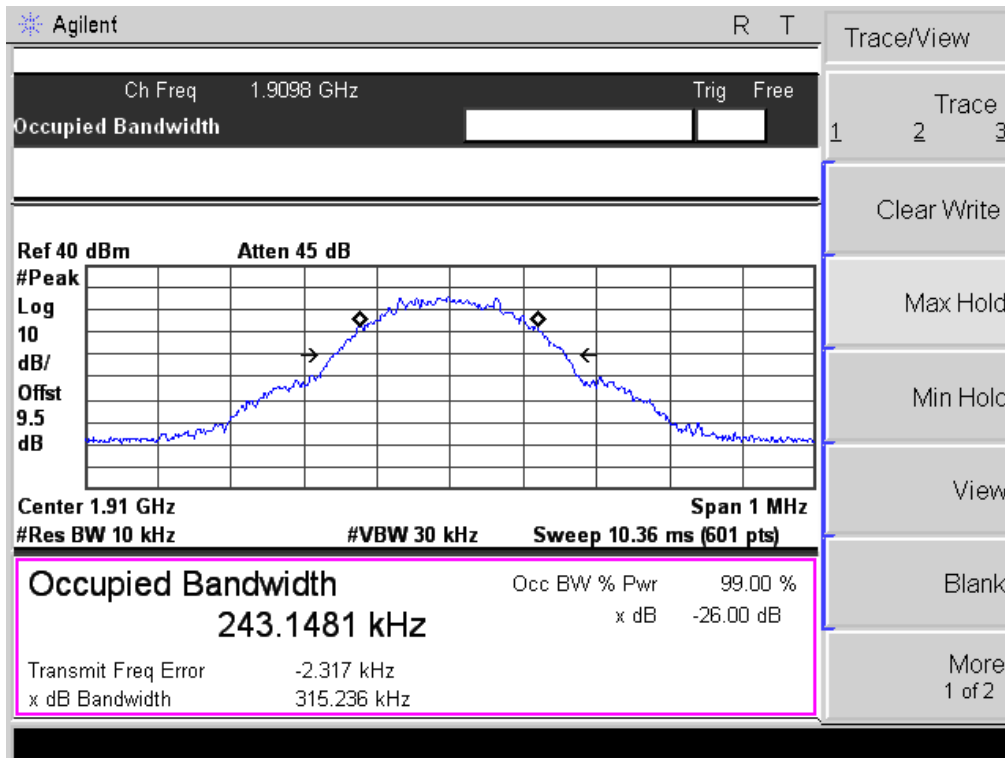 Agilent R T
Ch Freq 1.9098 GHz Trig Free
Occupied Bandwidth
Ref 40 dBm Atten 45 dB
#Peak
Log
10
dB/
Offst
9.5
dB
Center 1.91 GHz Span 1 MHz
#Res BW 10 kHz #VBW 30 kHz Sweep 10.36 ms (601 pts)
Occupied Bandwidth Occ BW % Pwr 99.00 %
243.1481 kHz x dB -26.00 dB
Transmit Freq Error -2.317 kHz
x dB Bandwidth 315.236 kHz
Trace/View
Trace
1 2 3
Clear Write
Max Hold
Min Hold
View
Blank
More
1 of 2